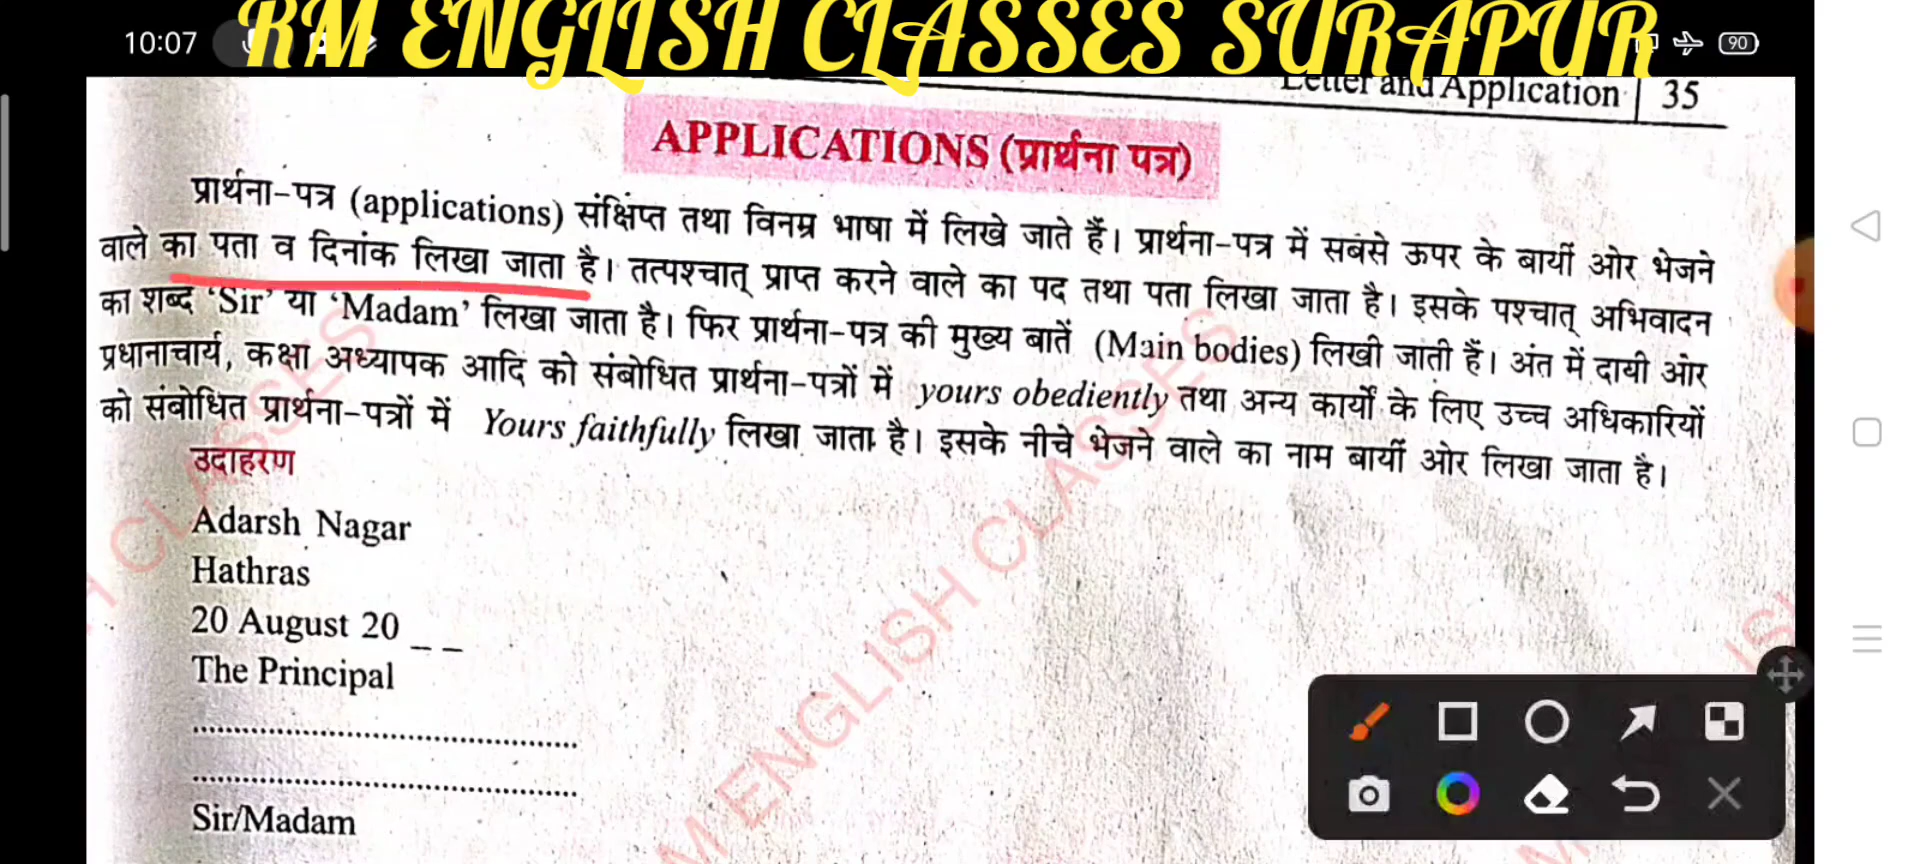 RM ENGLISH CLASSES SURAPUR
10:07
90
Letter and Application 35
APPLICATIONS (प्रार्थना पत्र)
प्रार्थना-पत्र (applications) संक्षिप्त तथा विनम्र भाषा में लिखे जाते हैं। प्रार्थना-पत्र में सबसे ऊपर के बायीं ओर भेजने
वाले का पता व दिनांक लिखा जाता है। तत्पश्चात् प्राप्त करने वाले का पद तथा पता लिखा जाता है। इसके पश्चात् अभिवादन
का शब्द ‘Sir’ या ‘Madam’ लिखा जाता है। फिर प्रार्थना-पत्र की मुख्य बातें (Main bodies) लिखी जाती हैं। अंत में दायी ओर
प्रधानाचार्य, कक्षा अध्यापक आदि को संबोधित प्रार्थना-पत्रों में yours obediently तथा अन्य कार्यों के लिए उच्च अधिकारियों
को संबोधित प्रार्थना-पत्रों में Yours faithfully लिखा जाता है। इसके नीचे भेजने वाले का नाम बायीं ओर लिखा जाता है।
उदाहरण
Adarsh Nagar
Hathras
20 August 20 _ _
The Principal
................................................
................................................
Sir/Madam